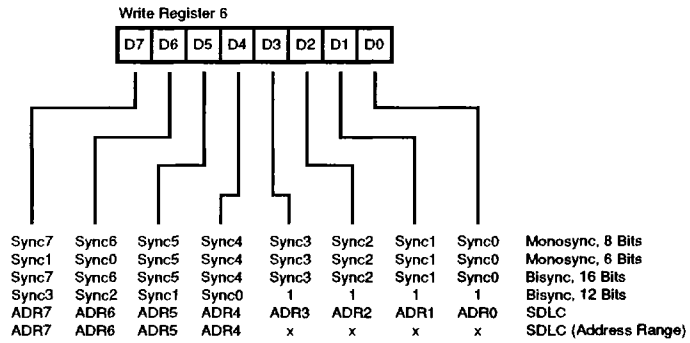 Write Register 6
D7 D6 D5 D4 D3 D2 D1 D0
Sync7 Sync6 Sync5 Sync4 Sync3 Sync2 Sync1 Sync0 Monosync, 8 Bits
Sync1 Sync0 Sync5 Sync4 Sync3 Sync2 Sync1 Sync0 Monosync, 6 Bits
Sync7 Sync6 Sync5 Sync4 Sync3 Sync2 Sync1 Sync0 Bisync, 16 Bits
Sync3 Sync2 Sync1 Sync0 1 1 1 1 Bisync, 12 Bits
ADR7 ADR6 ADR5 ADR4 ADR3 ADR2 ADR1 ADR0 SDLC
ADR7 ADR6 ADR5 ADR4 x x x x SDLC (Address Range)